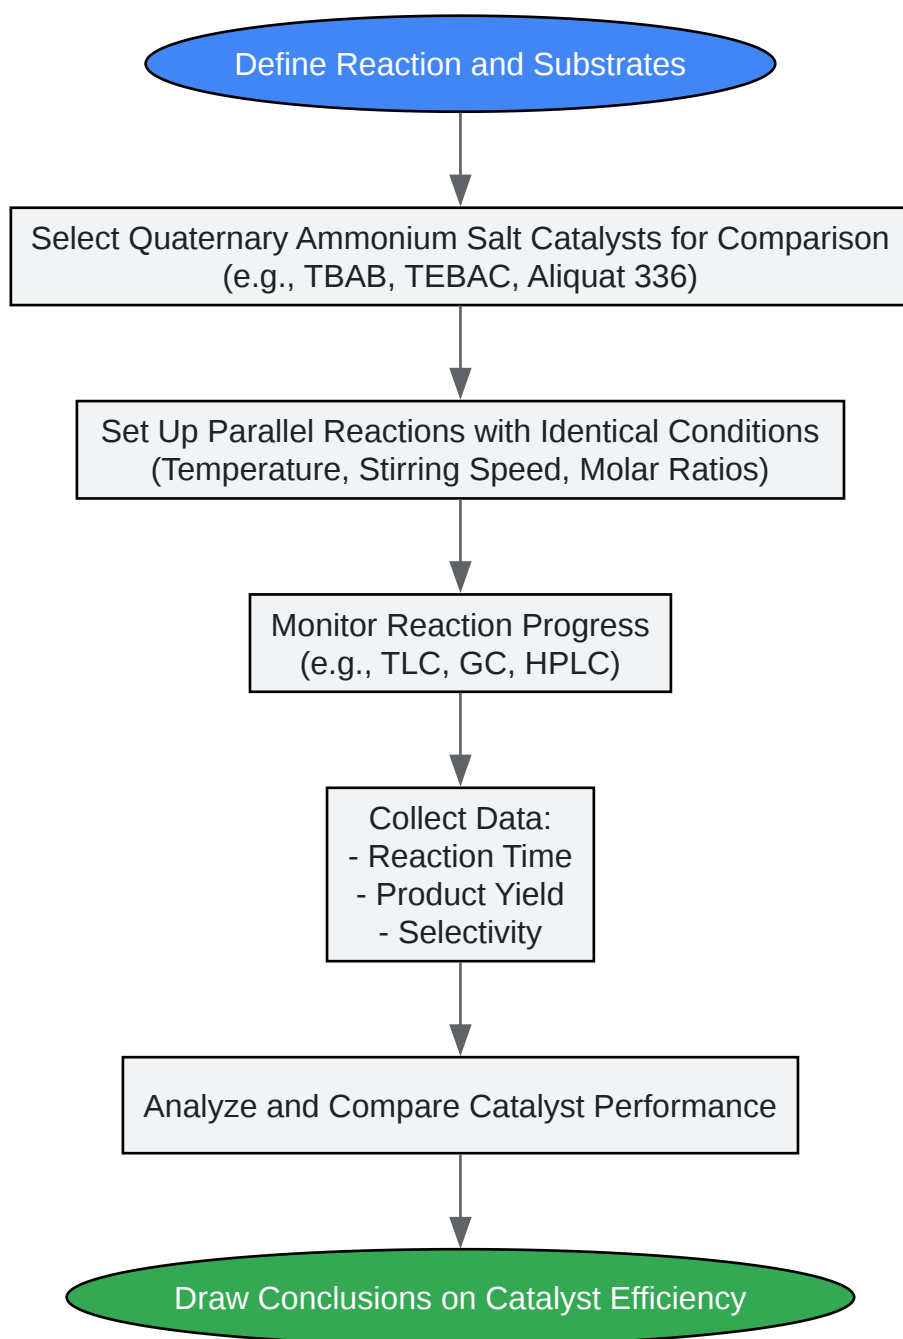 Define Reaction and Substrates
Select Quaternary Ammonium Salt Catalysts for Comparison
(e.g., TBAB, TEBAC, Aliquat 336)
Set Up Parallel Reactions with Identical Conditions
(Temperature, Stirring Speed, Molar Ratios)
Monitor Reaction Progress
(e.g., TLC, GC, HPLC)
Collect Data:
- Reaction Time
- Product Yield
- Selectivity
Analyze and Compare Catalyst Performance
Draw Conclusions on Catalyst Efficiency